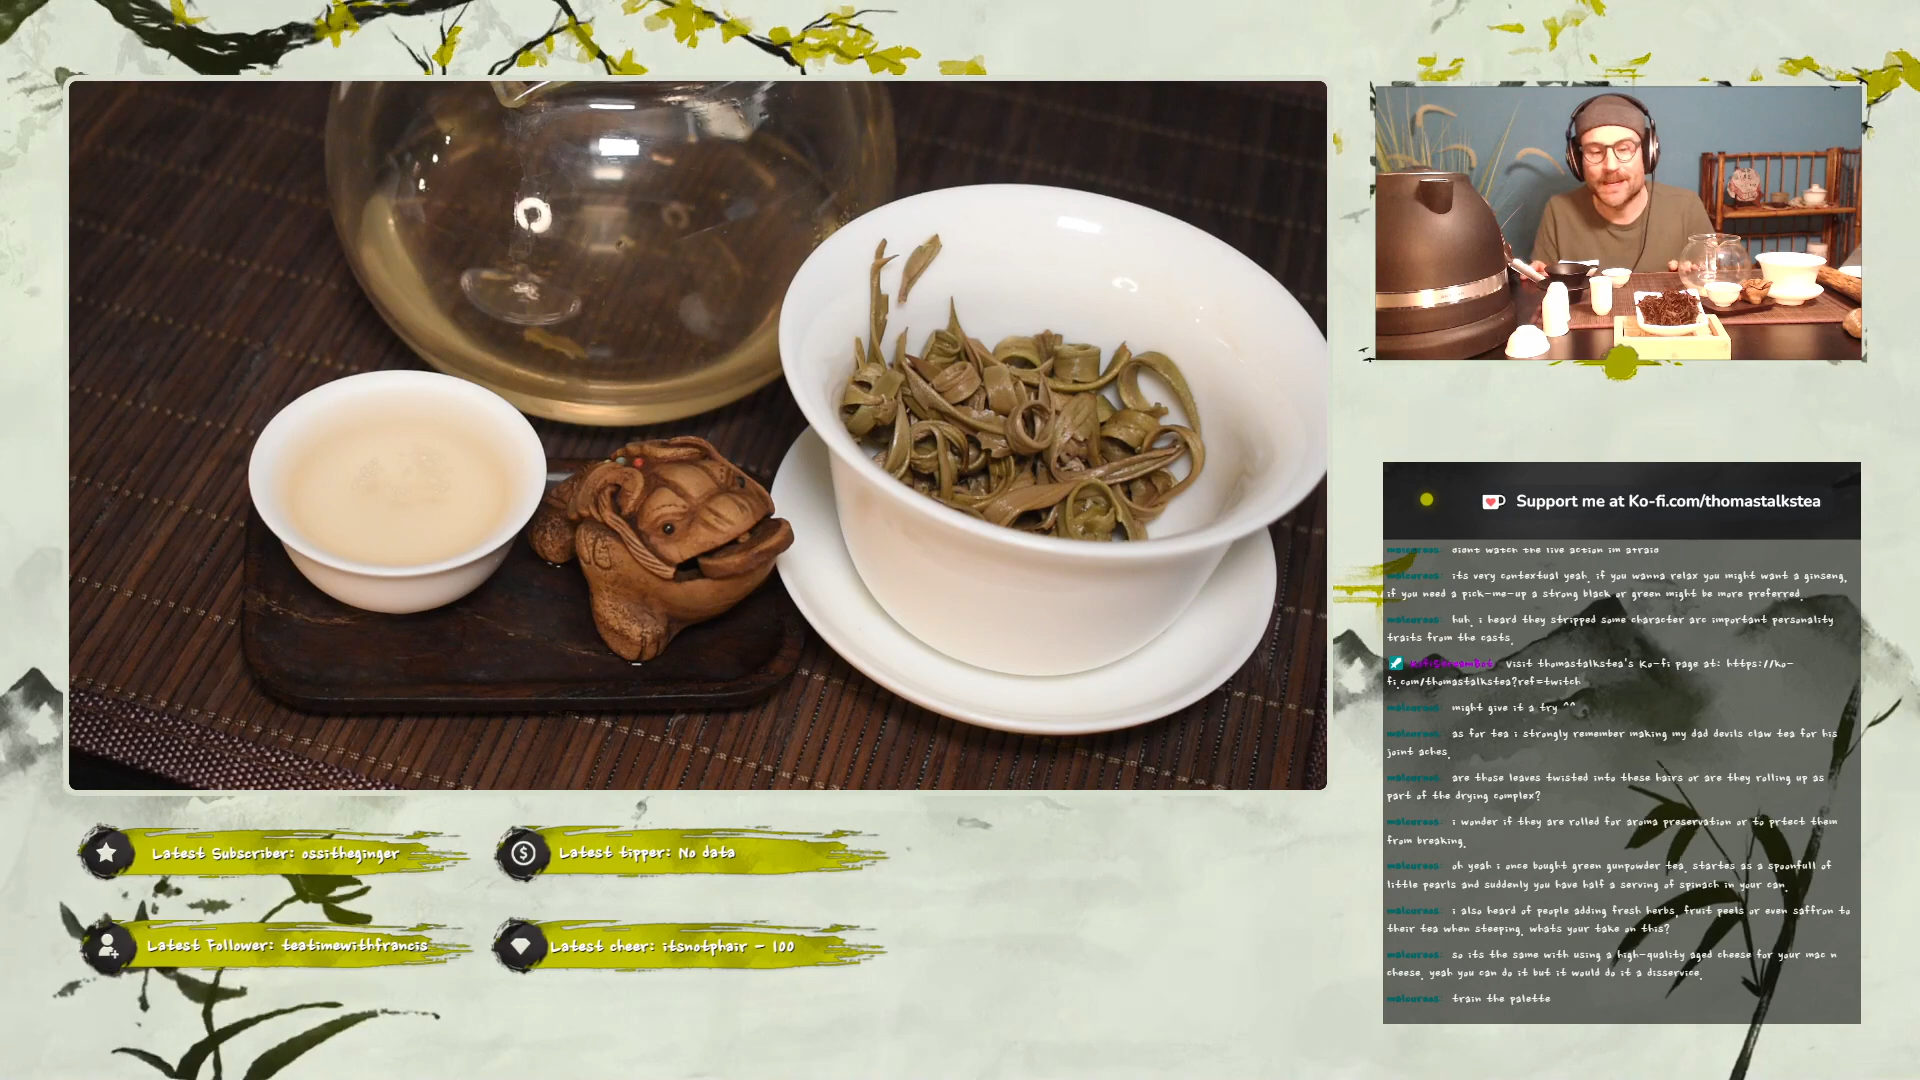 Support me at Ko-fi.com/thomastalkstea
didnt watch the live action im afraid
its very contextual yeah. if you wanna relax you might want a ginseng,
if you need a pick-me-up a strong black or green might be more preferred.
huh. i heard they stripped some character arc important personality
traits from the casts.
visit thomastalkstea's Ko-fi page at: https://ko-
fi.com/thomastalkstea?ref=twitch
might give it a try ^^
as for tea i strongly remember making my dad devils claw tea for his
joint aches.
are those leaves twisted into these hairs or are they rolling up as
part of the drying complex?
i wonder if they are rolled for aroma preservation or to prtect them
from breaking.
oh yeah i once bought green gunpowder tea. startes as a spoonfull of
little pearls and suddenly you have half a serving of spinach in your can.
i also heard of people adding fresh herbs, fruit peels or even saffron to
their tea when steeping. whats your take on this?
so its the same with using a high-quality aged cheese for your mac n
cheese. yeah you can do it but it would do it a disservice.
train the palette
Latest Subscriber: ossitheginger
Latest tipper: No data
Latest Follower: teatimewithfrancis
Latest cheer: itsnotphair - 100